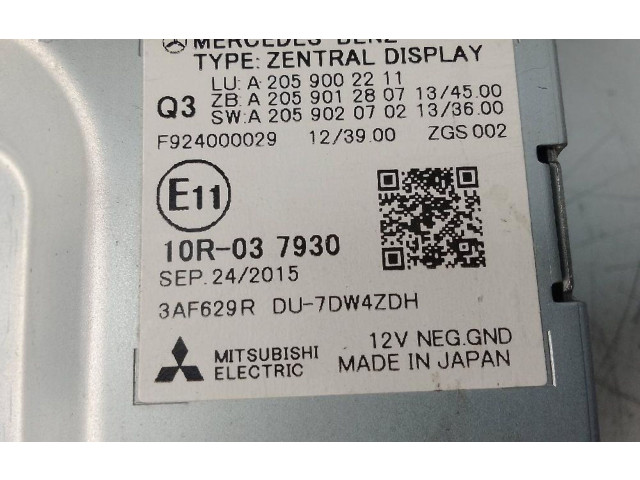 MERCEDES-BENZ
TYPE: ZENTRAL DISPLAY
LU: A 205 900 22 11
Q3 ZB: A 205 901 28 07 13/45.00
SW: A 205 902 07 02 13/36.00
F924000029 12/39.00 ZGS 002
E11
10R-03 7930
SEP. 24/2015
3AF629R DU-7DW4ZDH
12V NEG.GND
MITSUBISHI ELECTRIC MADE IN JAPAN